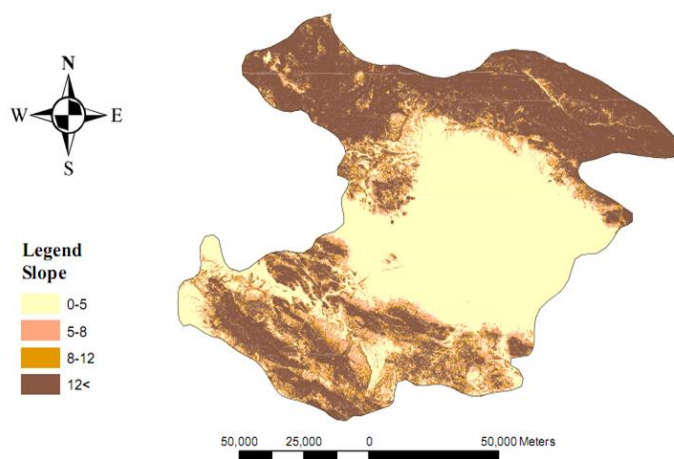 N
W E
S
Legend
Slope
0-5
5-8
8-12
12<
50,000 25,000 0 50,000 Meters